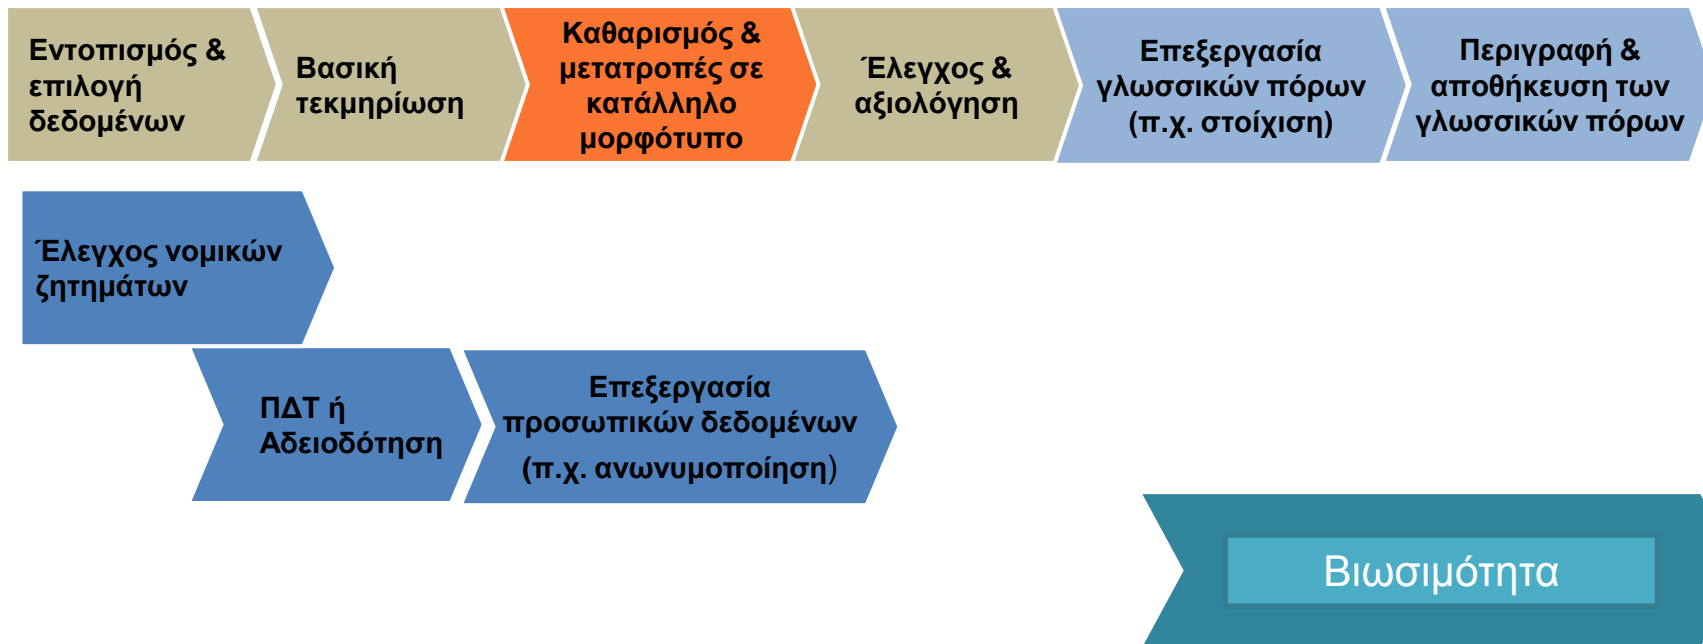 Εντοπισμός &
επιλογή
δεδομένων
Βασική
τεκμηρίωση
Καθαρισμός &
μετατροπές σε
κατάλληλο
μορφότυπο
Έλεγχος &
αξιολόγηση
Επεξεργασία
γλωσσικών πόρων
(π.χ. στοίχιση)
Περιγραφή &
αποθήκευση των
γλωσσικών πόρων
Έλεγχος νομικών
ζητημάτων
ΠΔΤ ή
Αδειοδότηση
Επεξεργασία
προσωπικών δεδομένων
(π.χ. ανωνυμοποίηση)
Βιωσιμότητα